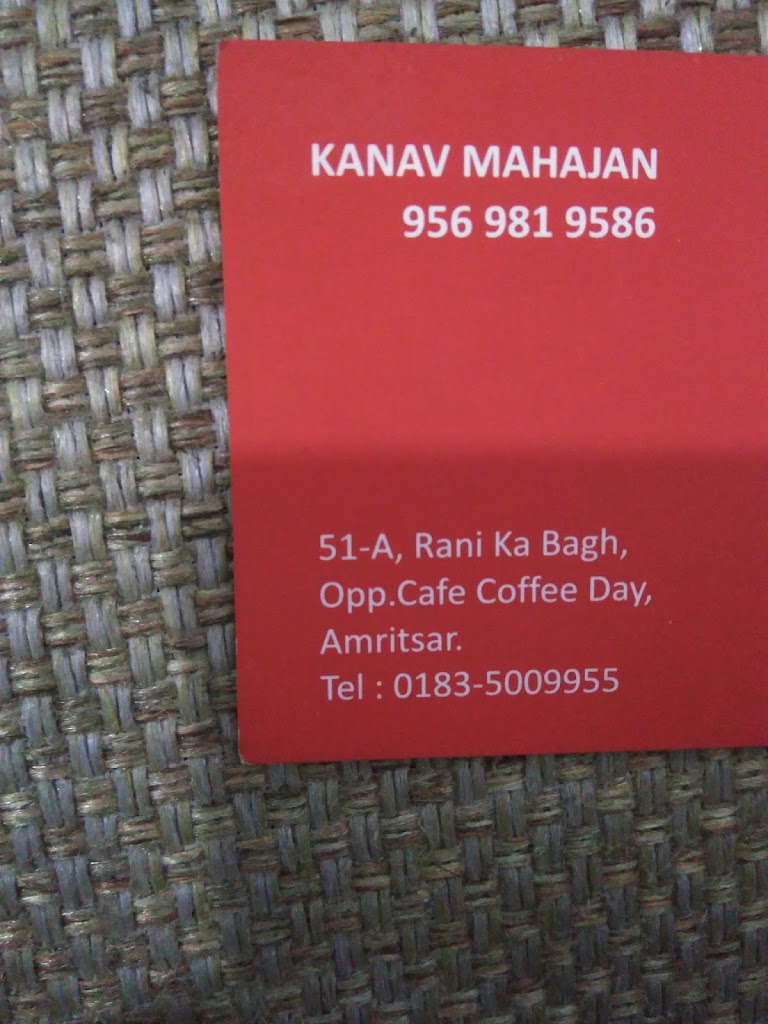 KANAV MAHAJAN
956 981 9586
51-A, Rani Ka Bagh,
Opp.Cafe Coffee Day,
Amritsar.
Tel : 0183-5009955